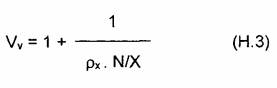 V_v = 1 + 1 / (ρ_x . N/X) (H.3)